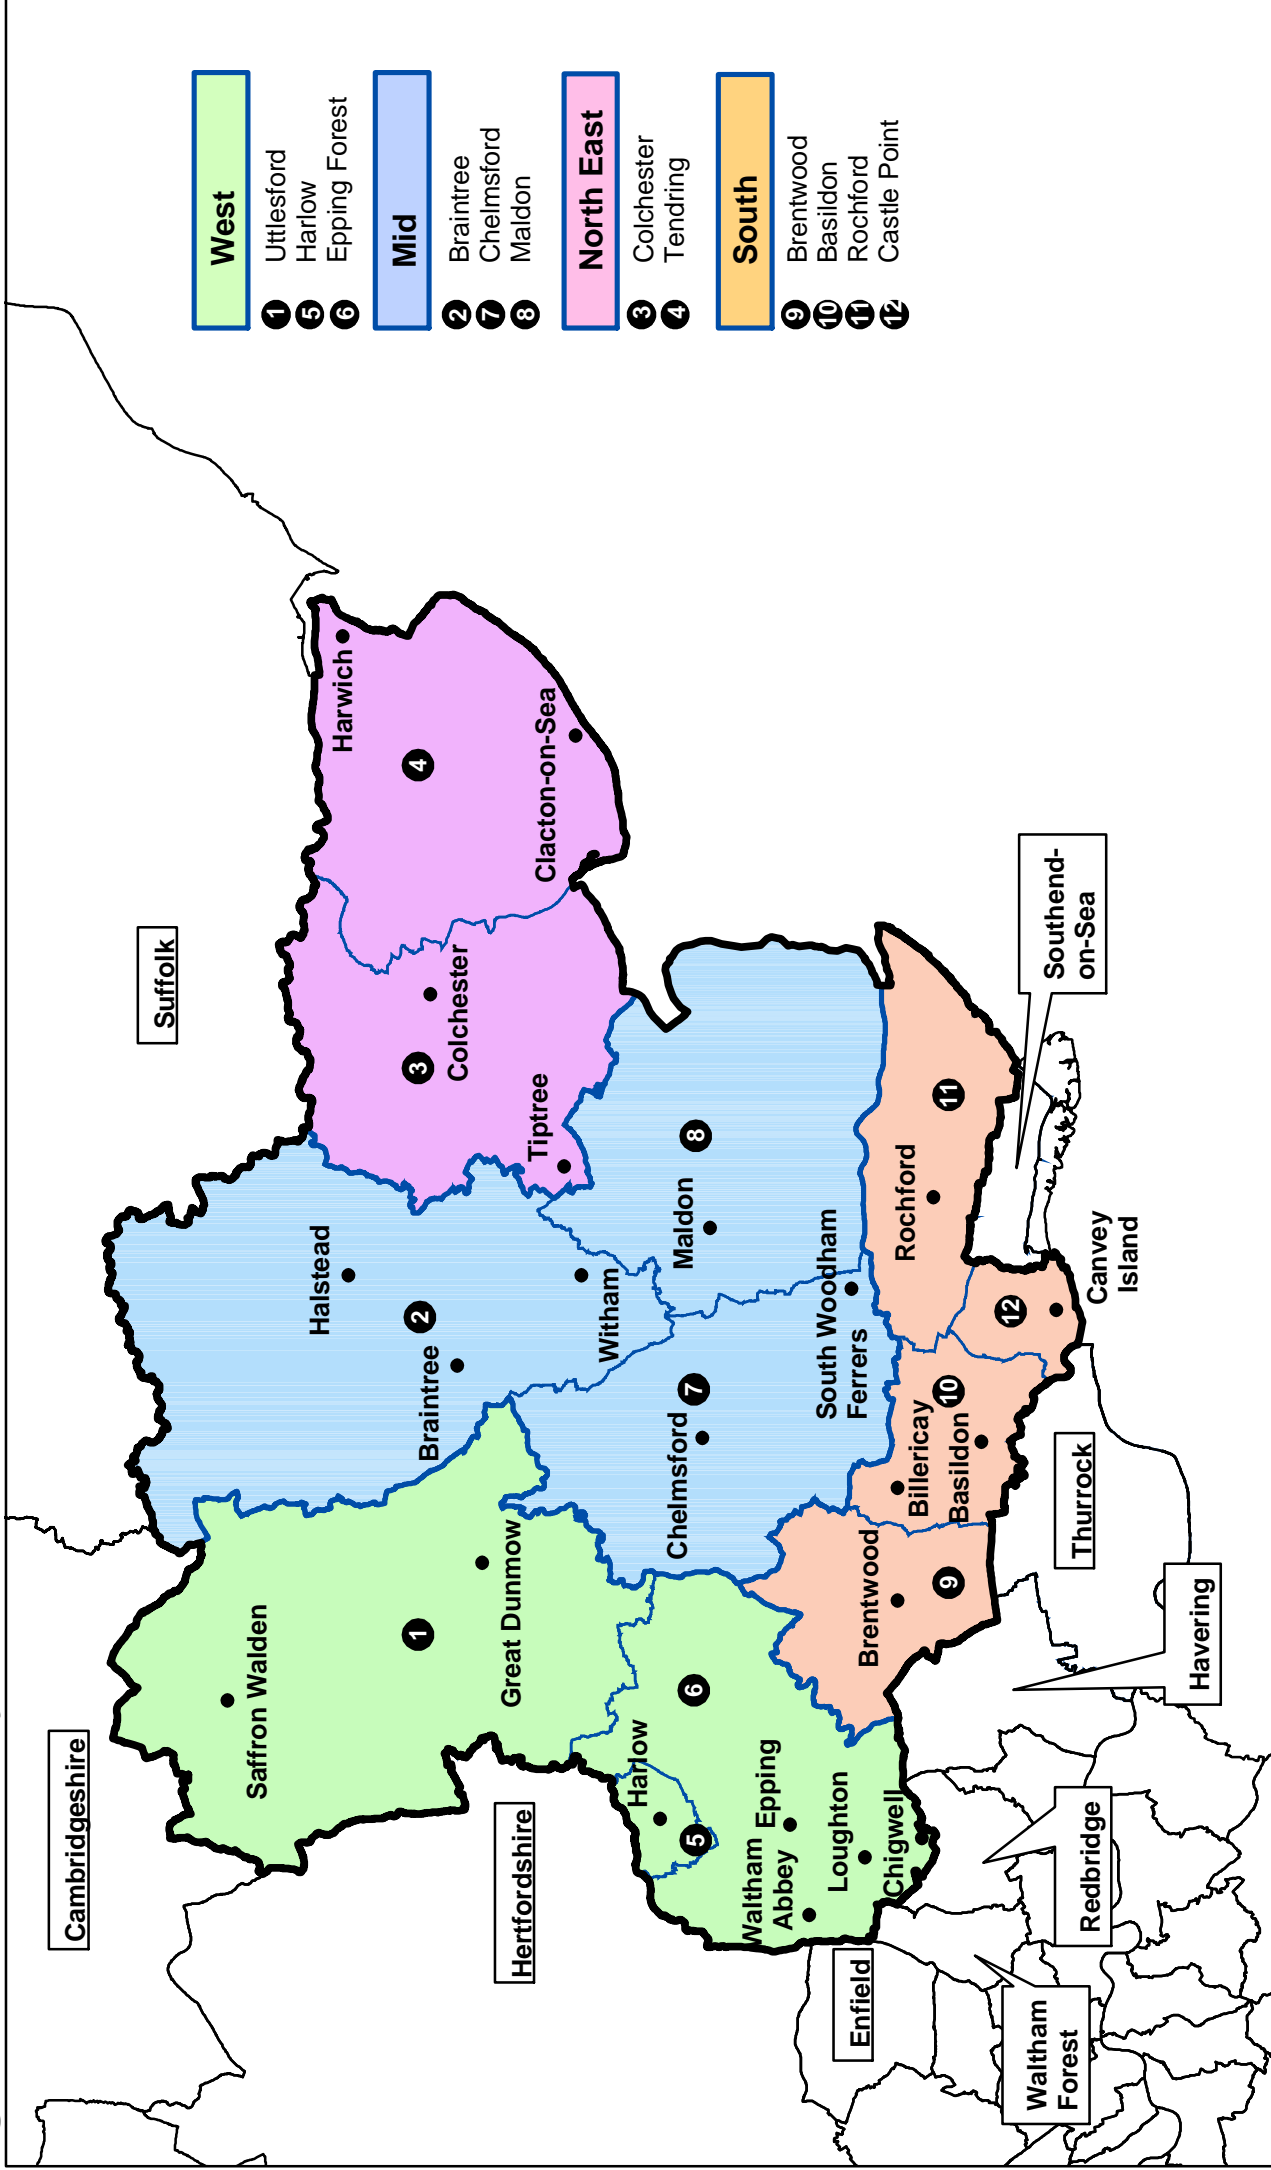 Cambridgeshire
Suffolk
Hertfordshire
Saffron Walden
1
Great Dunmow
Halstead
2
Braintree
Witham
3
Colchester
Tiptree
Harwich
4
Clacton-on-Sea
Harlow
5
6
Epping
Waltham
Abbey
Loughton
Chigwell
Chelmsford
7
South Woodham
Ferrers
Maldon
8
Brentwood
9
Billericay
10
Basildon
Rochford
11
12
Canvey
Island
Southend-
on-Sea
Thurrock
Havering
Redbridge
Waltham
Forest
Enfield
West
1 Uttlesford
5 Harlow
6 Epping Forest
Mid
2 Braintree
7 Chelmsford
8 Maldon
North East
3 Colchester
4 Tendring
South
9 Brentwood
10 Basildon
11 Rochford
12 Castle Point